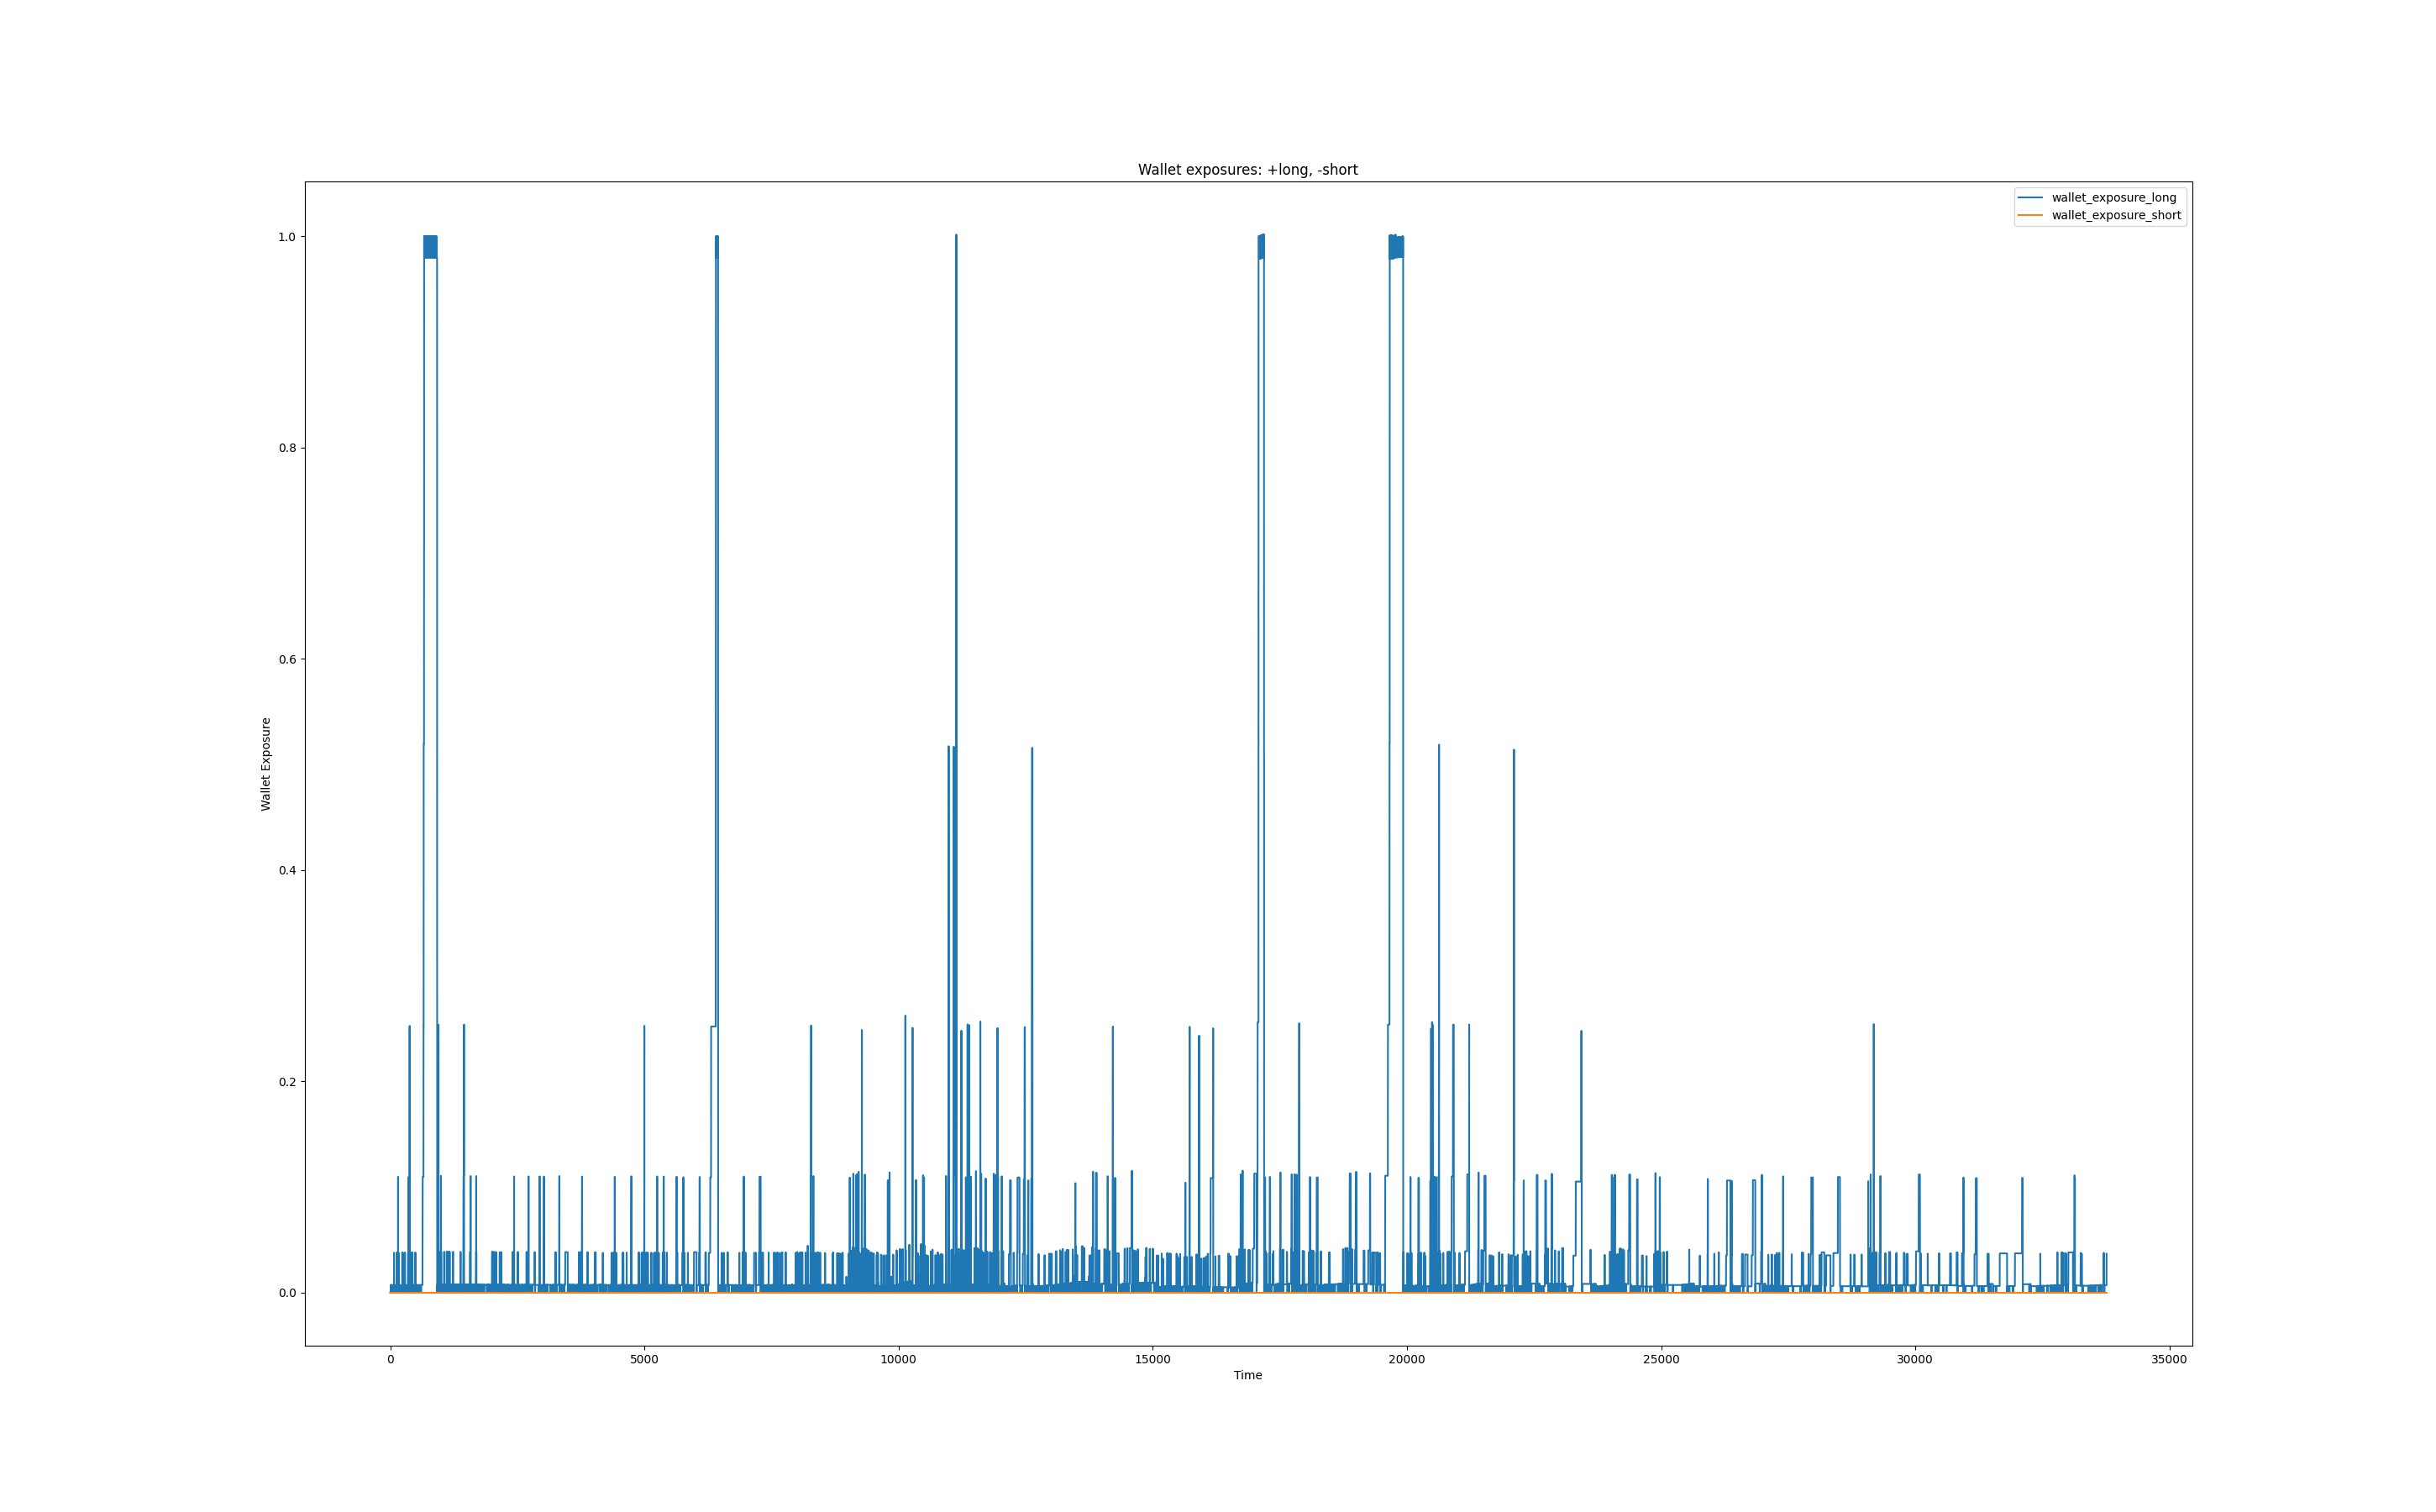 Wallet exposures: +long, -short
wallet_exposure_long
wallet_exposure_short
1.0
0.8
0.6
0.4
0.2
0.0
Wallet Exposure
0 5000 10000 15000 20000 25000 30000 35000
Time